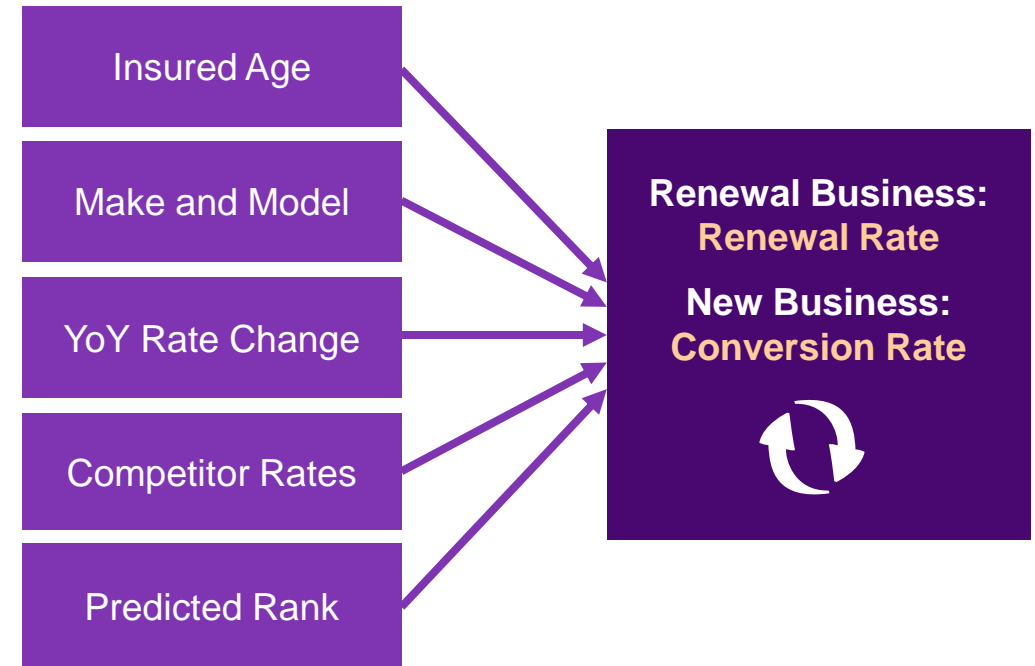 Insured Age
Make and Model
YoY Rate Change
Competitor Rates
Predicted Rank
Renewal Business:
Renewal Rate
New Business:
Conversion Rate